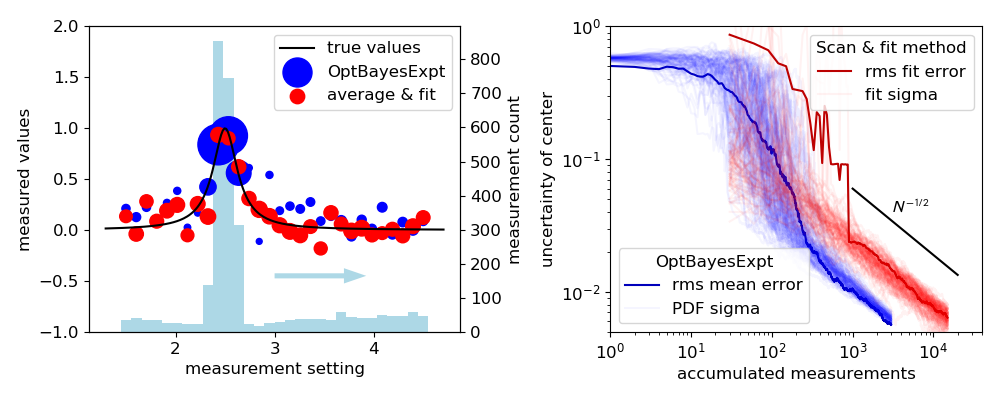 2.0
1.5
1.0
0.5
0.0
−0.5
−1.0
measured values
2
3
4
measurement setting
800
700
600
500
400
300
200
100
0
measurement count
true values
OptBayesExpt
average & fit
10⁰
10⁻¹
10⁻²
uncertainty of center
10⁰
10¹
10²
10³
10⁴
accumulated measurements
Scan & fit method
rms fit error
fit sigma
N⁻¹/²
OptBayesExpt
rms mean error
PDF sigma